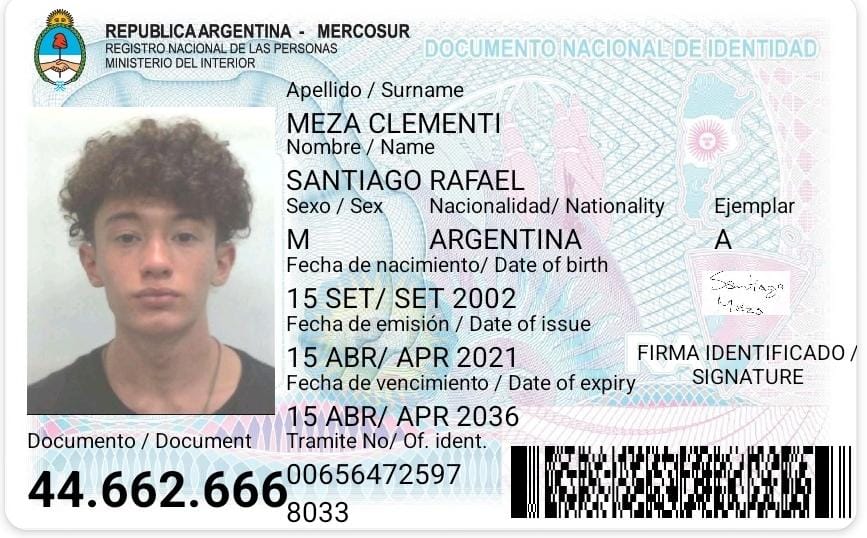 REPUBLICA ARGENTINA - MERCOSUR
REGISTRO NACIONAL DE LAS PERSONAS
MINISTERIO DEL INTERIOR
DOCUMENTO NACIONAL DE IDENTIDAD
Apellido / Surname
MEZA CLEMENTI
Nombre / Name
SANTIAGO RAFAEL
Sexo / Sex Nacionalidad/ Nationality Ejemplar
M ARGENTINA A
Fecha de nacimiento/ Date of birth
15 SET/ SET 2002
Fecha de emisión / Date of issue
15 ABR/ APR 2021
Fecha de vencimiento / Date of expiry
15 ABR/ APR 2036
Santiago
Meza
FIRMA IDENTIFICADO /
SIGNATURE
Documento / Document
44.662.666
Tramite No/ Of. ident.
00656472597
8033